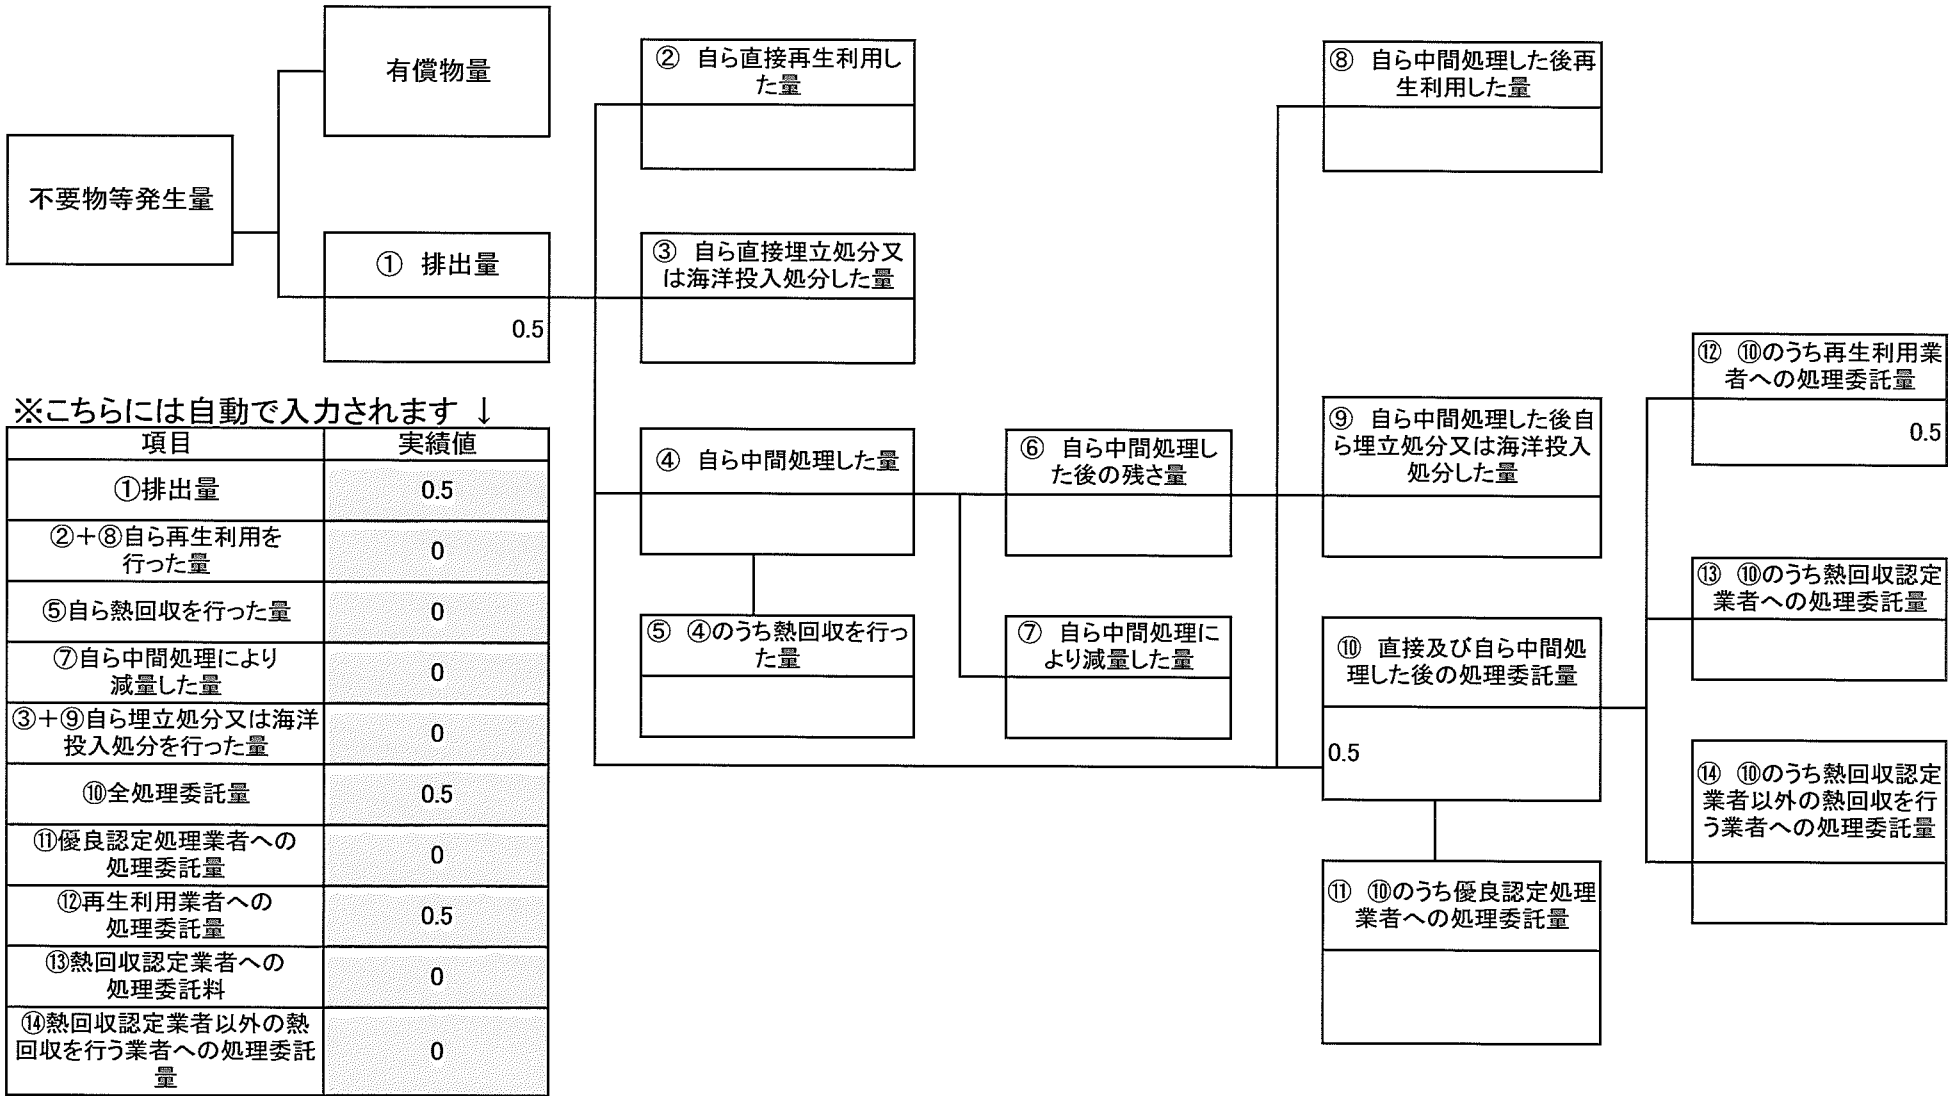 不要物等発生量
有償物量
① 排出量
0.5
② 自ら直接再生利用し
た量
③ 自ら直接埋立処分又
は海洋投入処分した量
④ 自ら中間処理した量
⑤ ④のうち熱回収を行っ
た量
⑥ 自ら中間処理し
た後の残さ量
⑦ 自ら中間処理に
より減量した量
⑧ 自ら中間処理した後再
生利用した量
⑨ 自ら中間処理した後自
ら埋立処分又は海洋投入
処分した量
⑩ 直接及び自ら中間処
理した後の処理委託量
0.5
⑪ ⑩のうち優良認定処理
業者への処理委託量
⑫ ⑩のうち再生利用業
者への処理委託量
0.5
⑬ ⑩のうち熱回収認定
業者への処理委託量
⑭ ⑩のうち熱回収認定
業者以外の熱回収を行
う業者への処理委託量
※こちらには自動で入力されます ↓
項目 実績値
①排出量 0.5
②+⑧自ら再生利用を
行った量 0
⑤自ら熱回収を行った量 0
⑦自ら中間処理により
減量した量 0
③+⑨自ら埋立処分又は海洋
投入処分を行った量 0
⑩全処理委託量 0.5
⑪優良認定処理業者への
処理委託量 0
⑫再生利用業者への
処理委託量 0.5
⑬熱回収認定業者への
処理委託料 0
⑭熱回収認定業者以外の熱
回収を行う業者への処理委託
量 0